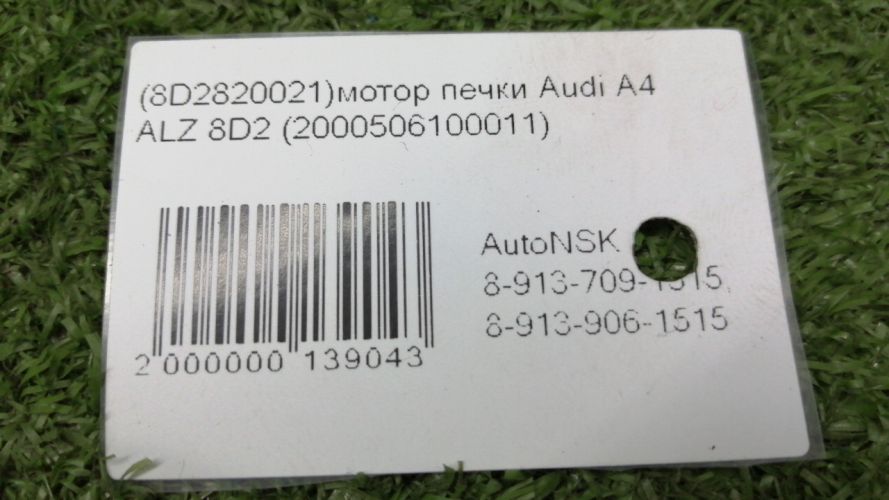 (8D2820021)мотор печки Audi A4
ALZ 8D2 (2000506100011)
AutoNSK
8-913-709-1515,
8-913-906-1515
2 000000 139043